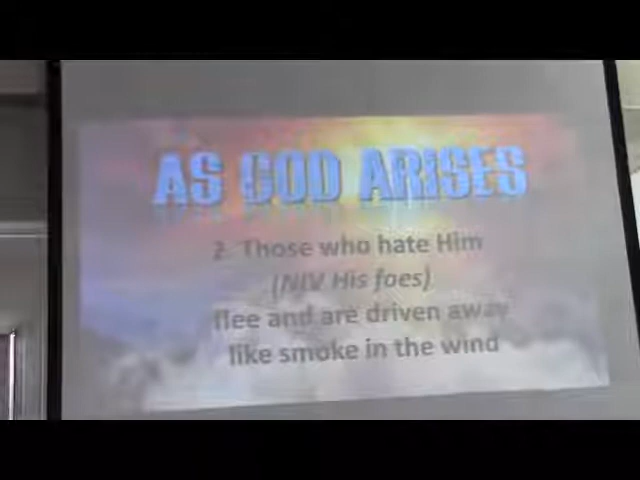 AS GOD ARISES
2. Those who hate Him
(NIV His foes)
flee and are driven away
like smoke in the wind